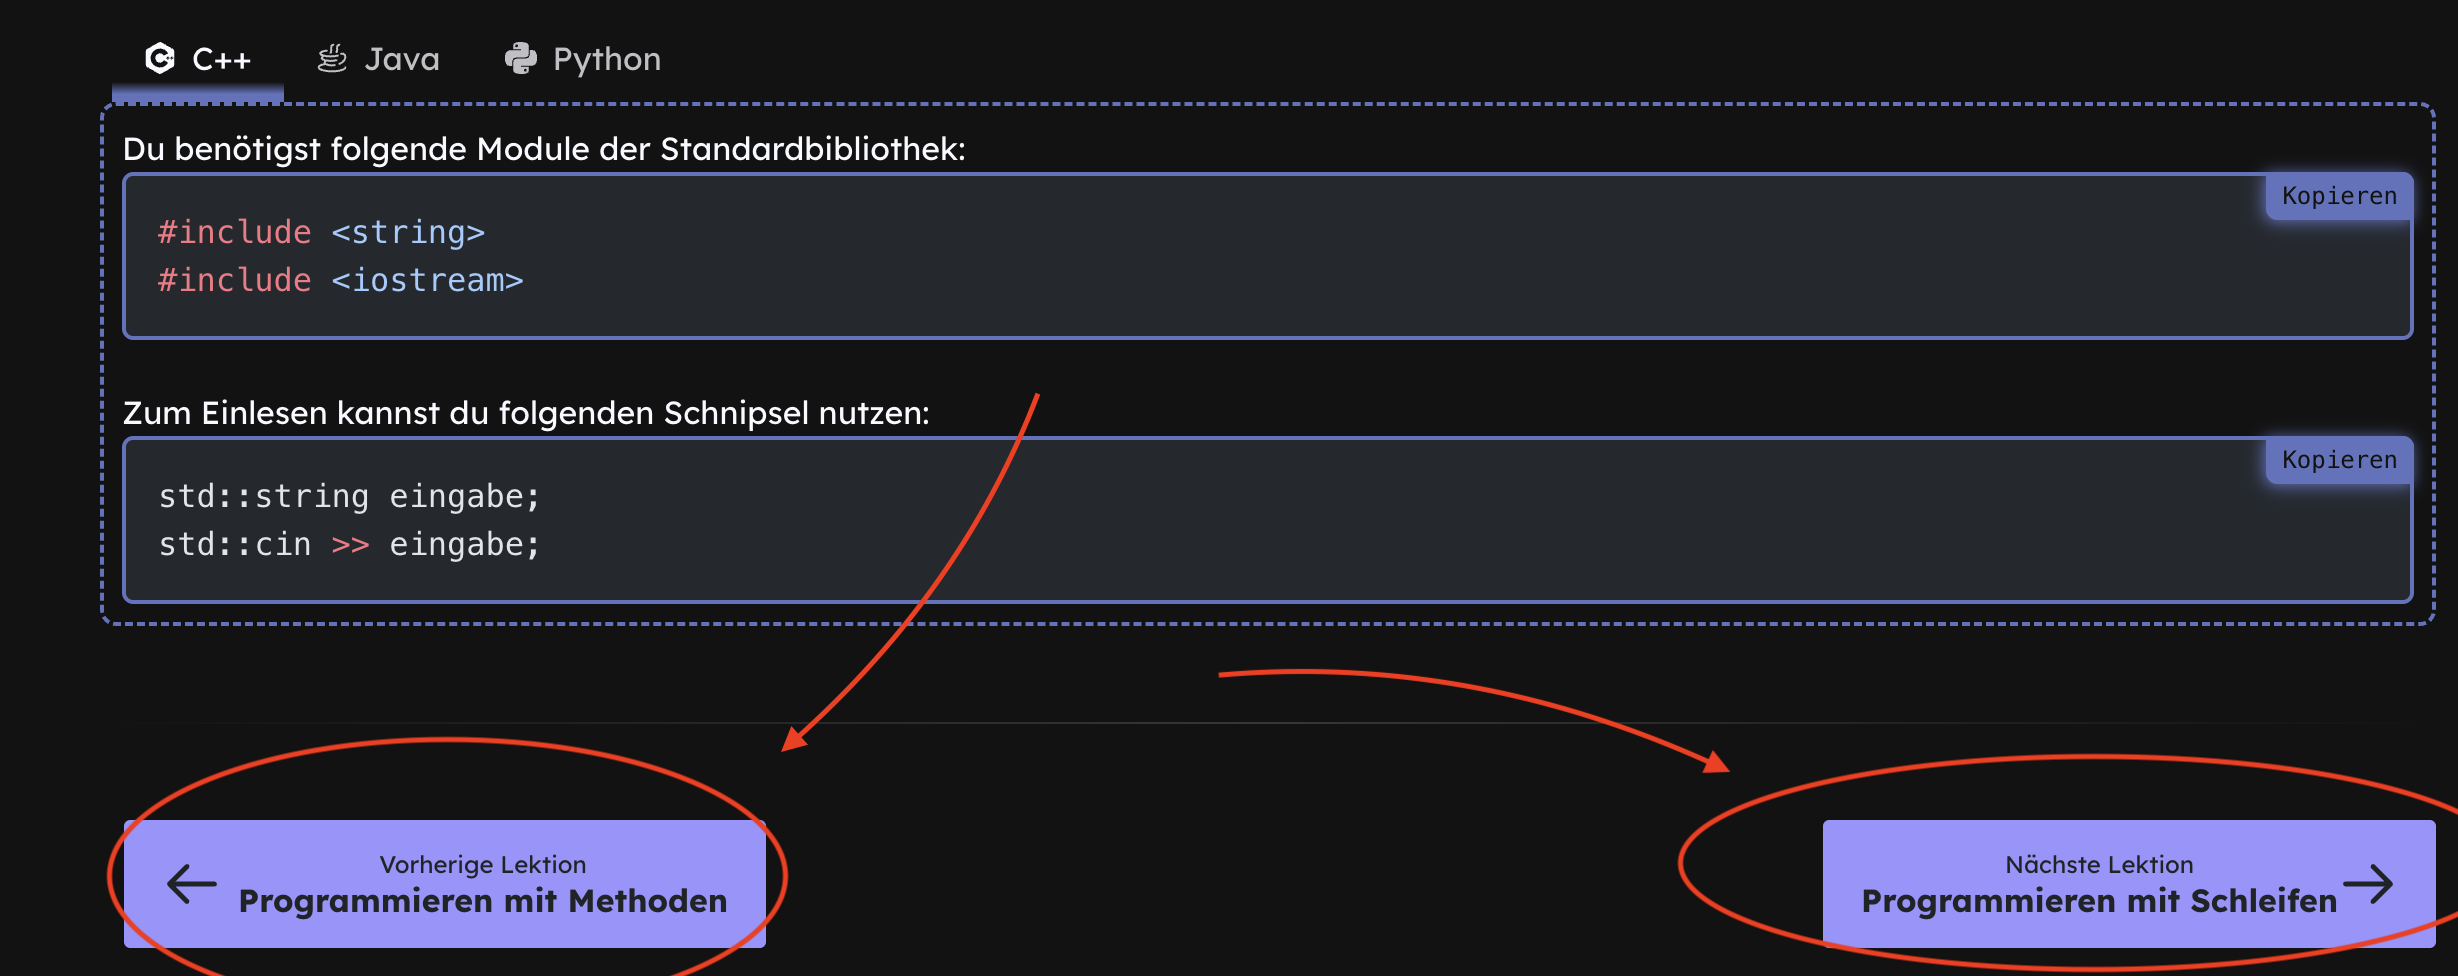 C++ Java Python
Du benötigst folgende Module der Standardbibliothek:
Kopieren
#include <string>
#include <iostream>
Zum Einlesen kannst du folgenden Schnipsel nutzen:
Kopieren
std::string eingabe;
std::cin >> eingabe;
Vorherige Lektion
Programmieren mit Methoden
Nächste Lektion
Programmieren mit Schleifen